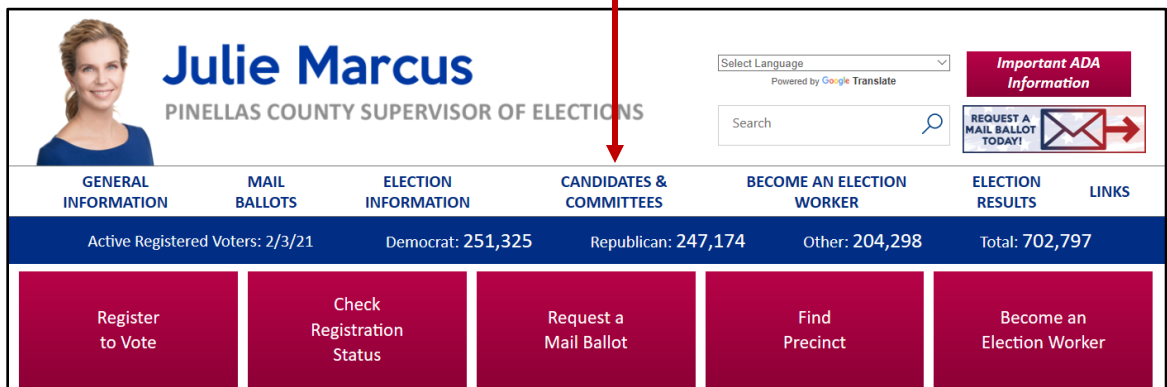 Julie Marcus
PINELLAS COUNTY SUPERVISOR OF ELECTIONS
Select Language
Powered by Google Translate
Search
Important ADA
Information
REQUEST A
MAIL BALLOT
TODAY!
GENERAL
INFORMATION
MAIL
BALLOTS
ELECTION
INFORMATION
CANDIDATES &
COMMITTEES
BECOME AN ELECTION
WORKER
ELECTION
RESULTS
LINKS
Active Registered Voters: 2/3/21 Democrat: 251,325 Republican: 247,174 Other: 204,298 Total: 702,797
Register
to Vote
Check
Registration
Status
Request a
Mail Ballot
Find
Precinct
Become an
Election Worker